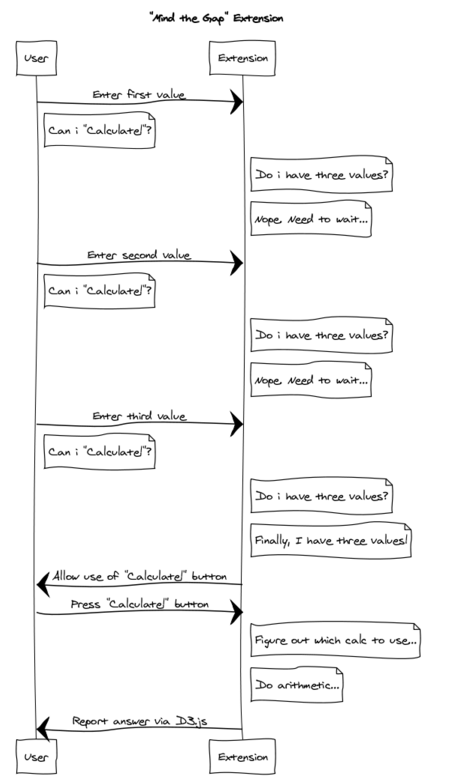 "Mind the Gap" Extension
User
Extension
Enter first value
Can i "Calculate!"?
Do i have three values?
Nope. Need to wait...
Enter second value
Can i "Calculate!"?
Do i have three values?
Nope. Need to wait...
Enter third value
Can i "Calculate!"?
Do i have three values?
Finally, I have three values!
Allow use of "Calculate!" button
Press "Calculate!" button
Figure out which calc to use...
Do arithmetic...
Report answer via D3.js
User
Extension